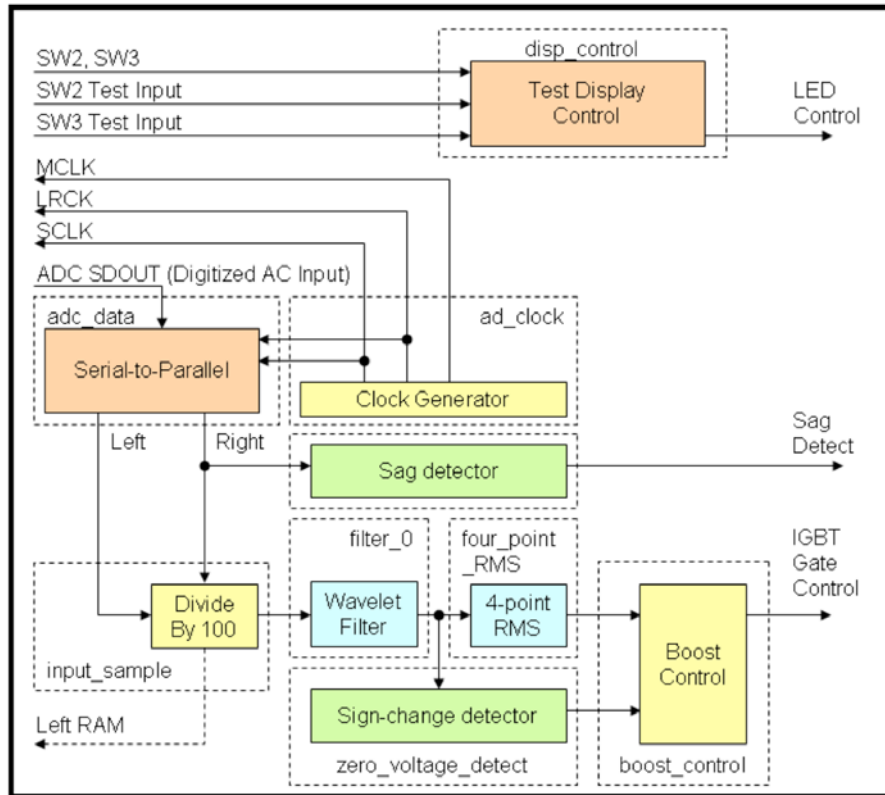 disp_control
SW2, SW3
SW2 Test Input
SW3 Test Input
Test Display
Control
LED
Control
MCLK
LRCK
SCLK
ADC SDOUT (Digitized AC Input)
adc_data
Serial-to-Parallel
ad_clock
Clock Generator
Left
Right
Sag detector
Sag
Detect
filter_0
four_point
_RMS
IGBT
Gate
Control
Divide
By 100
Wavelet
Filter
4-point
RMS
Boost
Control
input_sample
Left RAM
Sign-change detector
zero_voltage_detect
boost_control